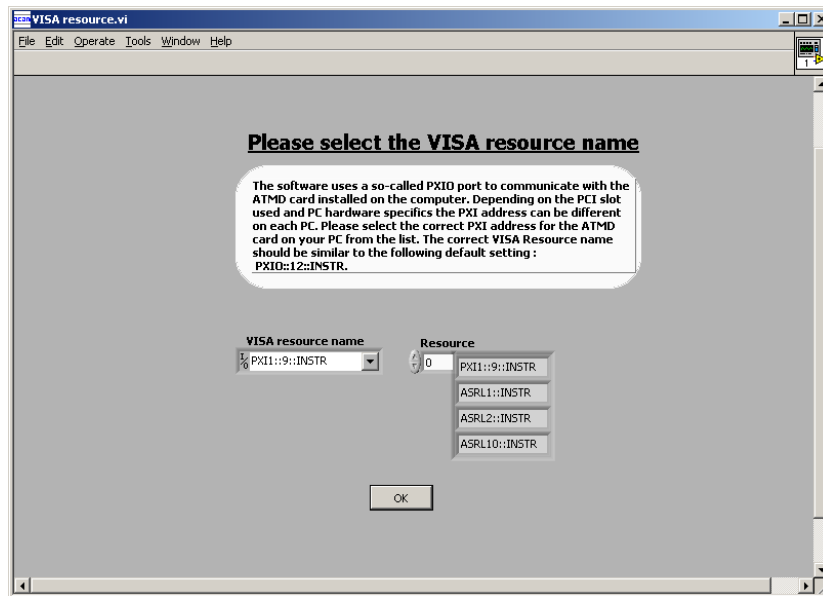 acam VISA resource.vi
File Edit Operate Tools Window Help
1
Please select the VISA resource name
The software uses a so-called PXIO port to communicate with the
ATMD card installed on the computer. Depending on the PCI slot
used and PC hardware specifics the PXI address can be different
on each PC. Please select the correct PXI address for the ATMD
card on your PC from the list. The correct VISA Resource name
should be similar to the following default setting :
PXIO::12::INSTR.
VISA resource name
I/O PXI1::9::INSTR
Resource
0
PXI1::9::INSTR
ASRL1::INSTR
ASRL2::INSTR
ASRL10::INSTR
OK